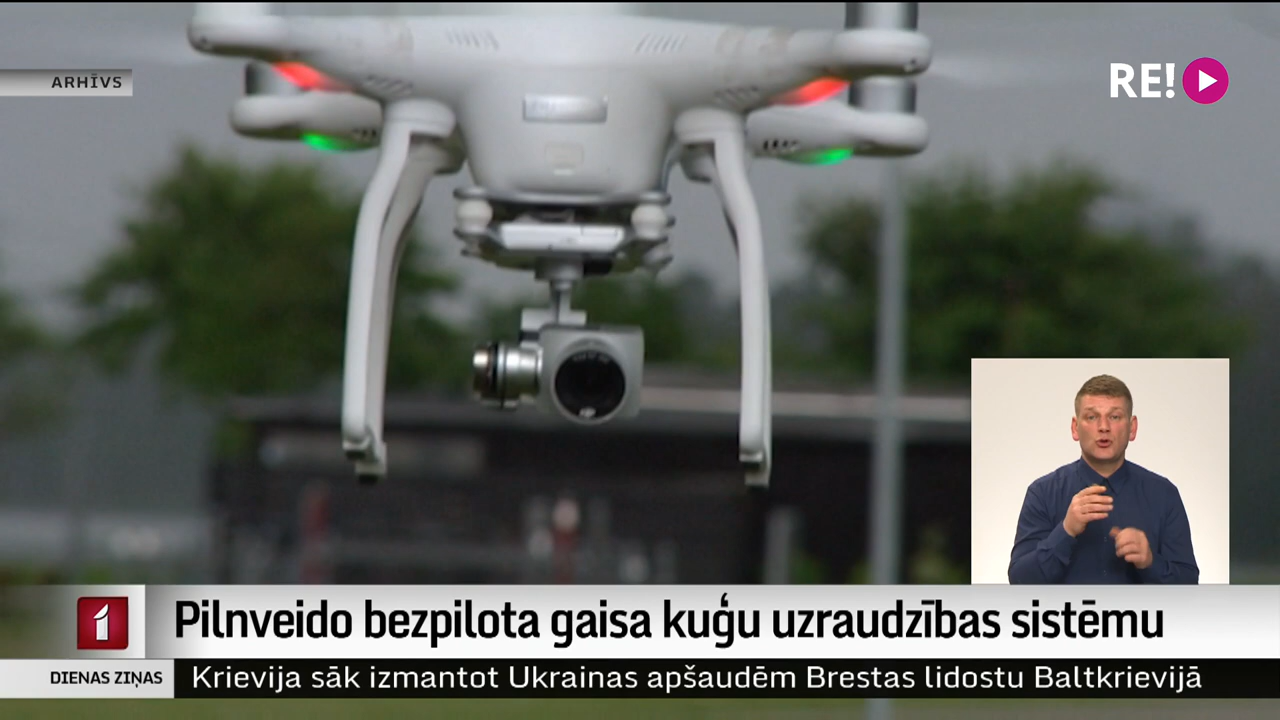 ARHĪVS
RE!
1
Pilnveido bezpilota gaisa kuģu uzraudzības sistēmu
DIENAS ZIŅAS
Krievija sāk izmantot Ukrainas apšaudēm Brestas lidostu Baltkrievijā